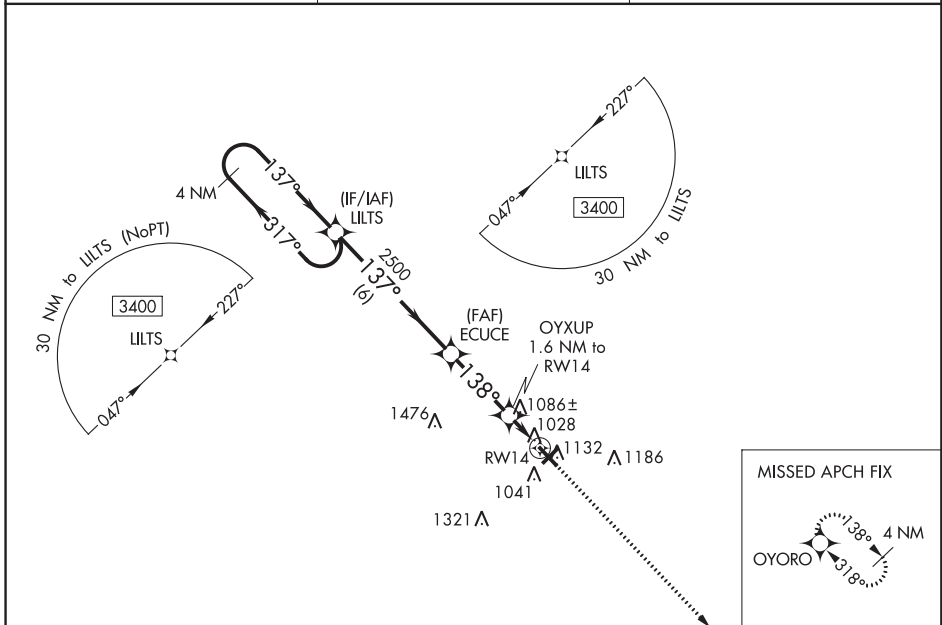 227°
LILTS
047°
3400
30 NM to LILTS
4 NM
137°
317°
(IF/IAF)
LILTS
2500
137°
(6)
30 NM to LILTS (NoPT)
3400
227°
LILTS
047°
(FAF)
ECUCE
138°
OYXUP
1.6 NM to
RW14
1476
1086±
1028
RW14
1132
1186
1041
1321
MISSED APCH FIX
138°
4 NM
OYORO
318°